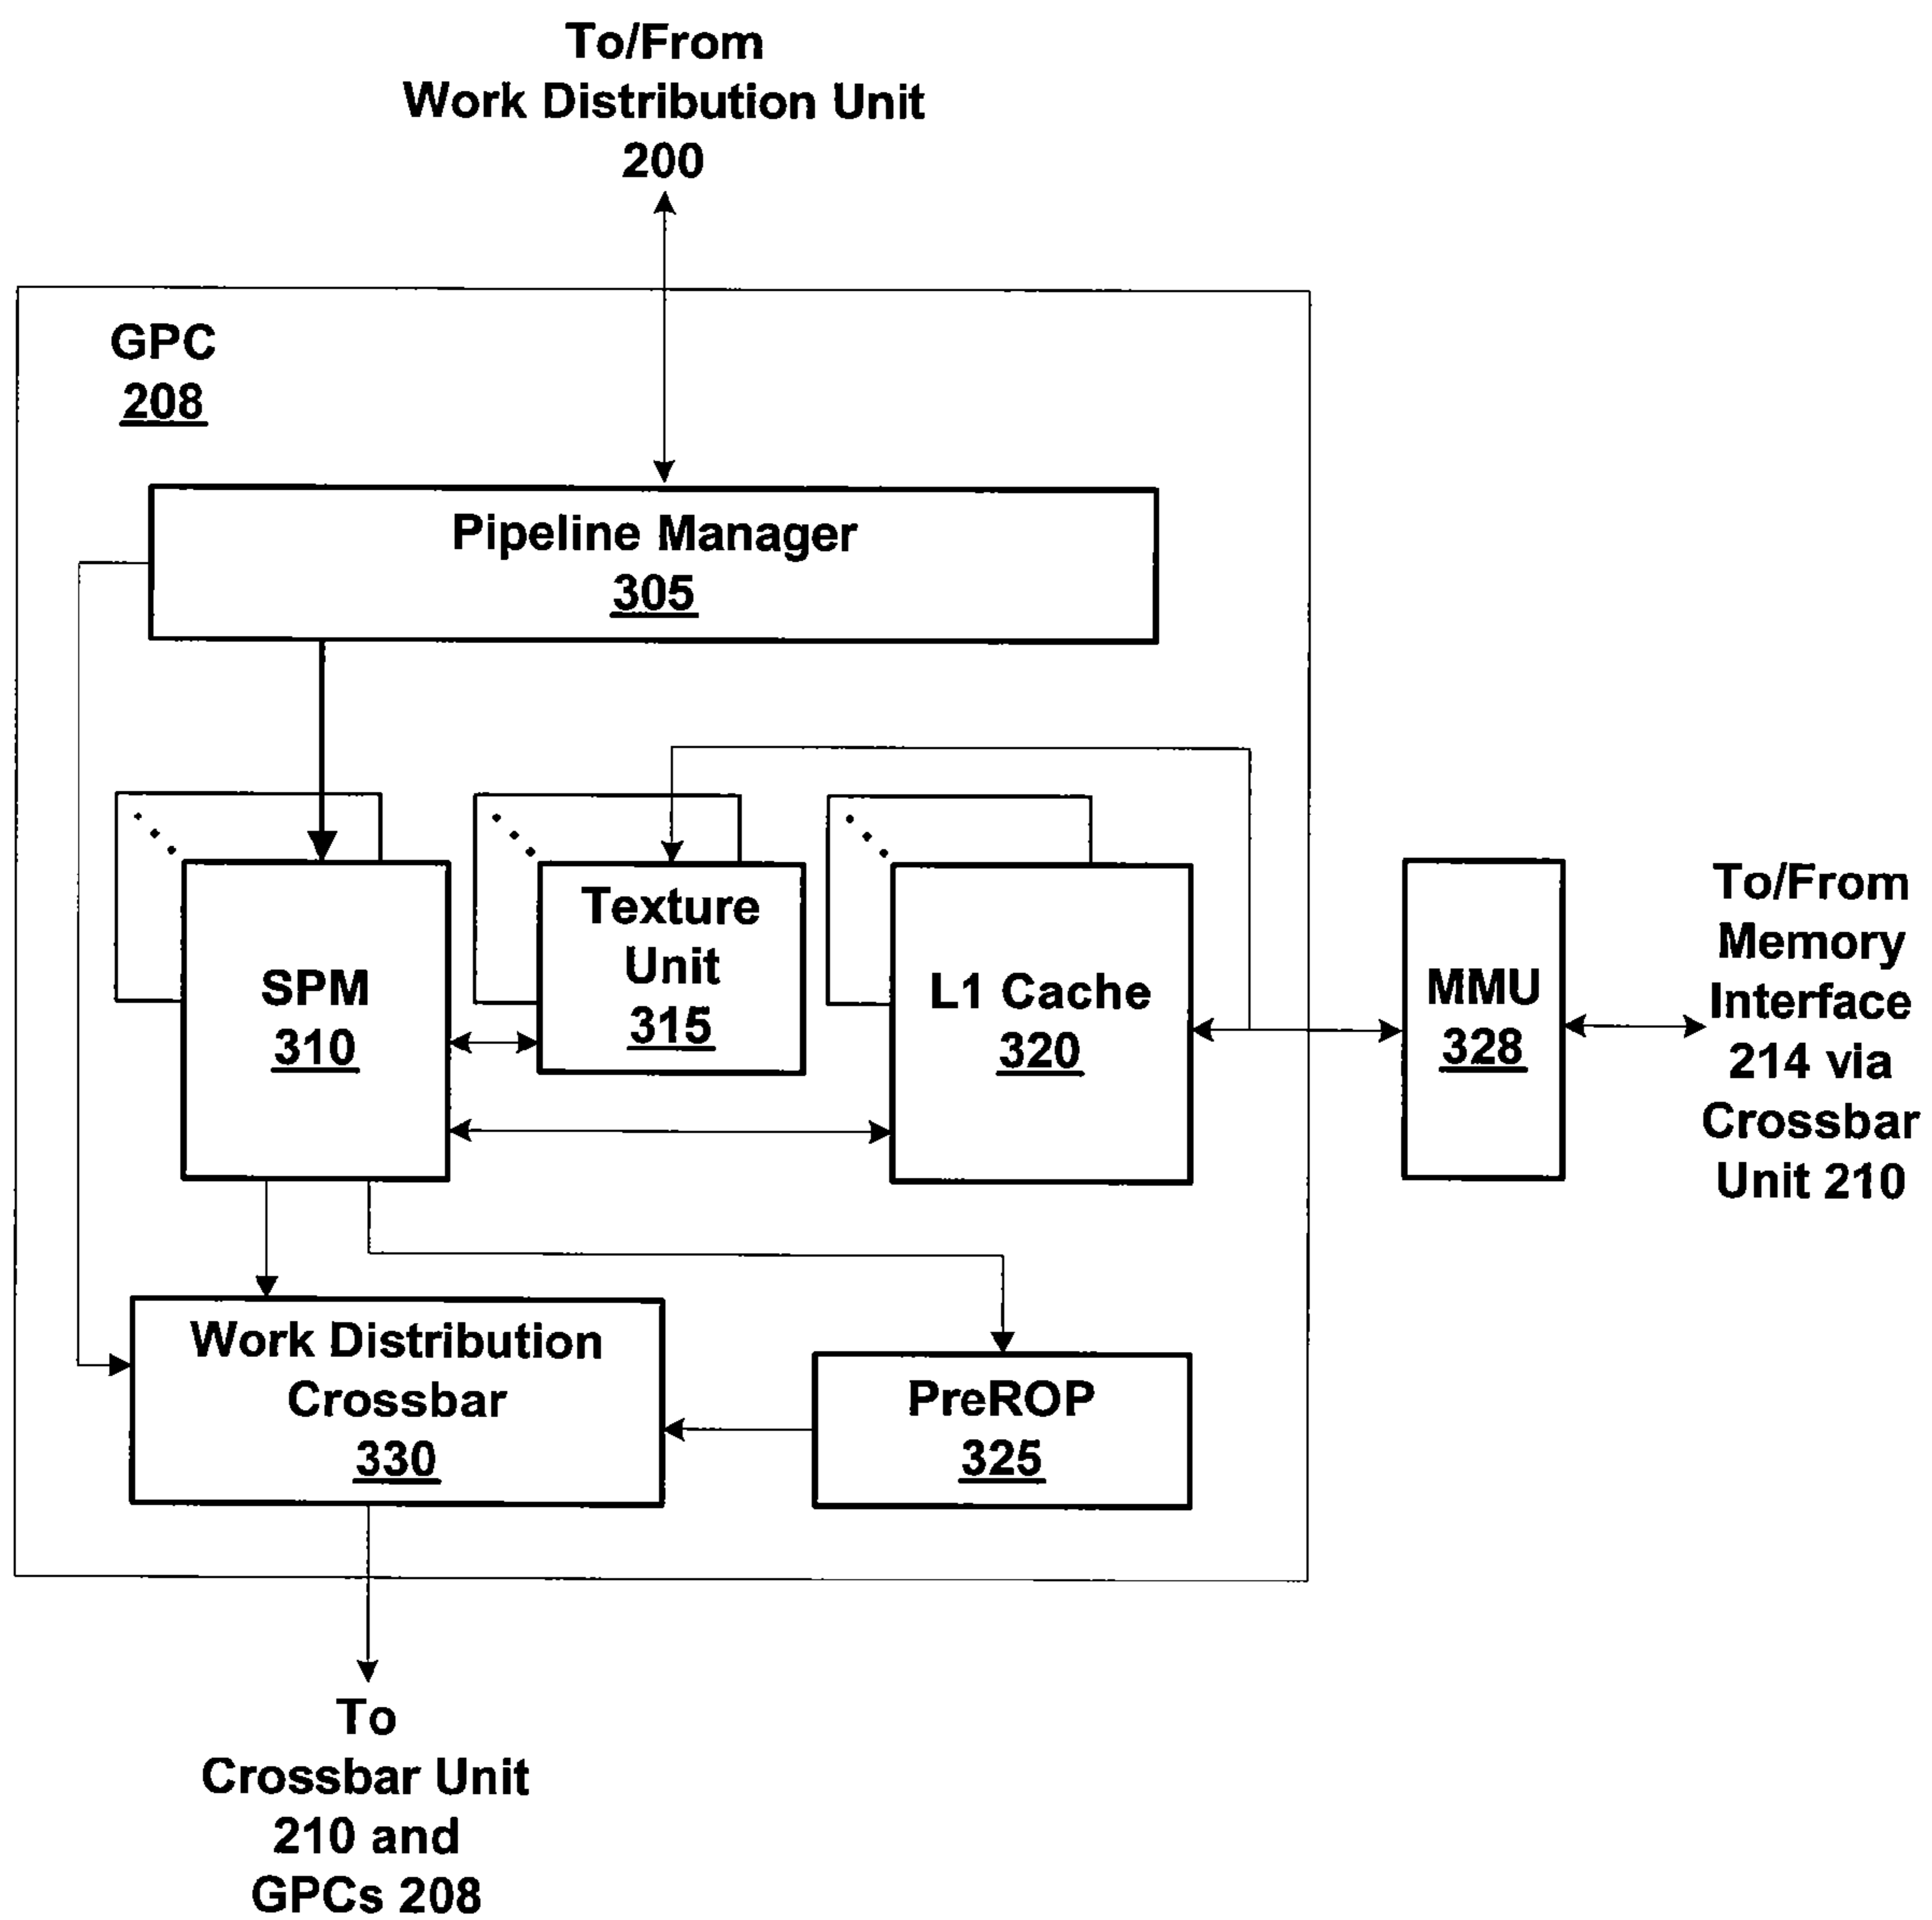 To/From
Work Distribution Unit
200
GPC
208
Pipeline Manager
305
SPM
310
Texture
Unit
315
L1 Cache
320
MMU
328
To/From
Memory
Interface
214 via
Crossbar
Unit 210
Work Distribution
Crossbar
330
PreROP
325
To
Crossbar Unit
210 and
GPCs 208